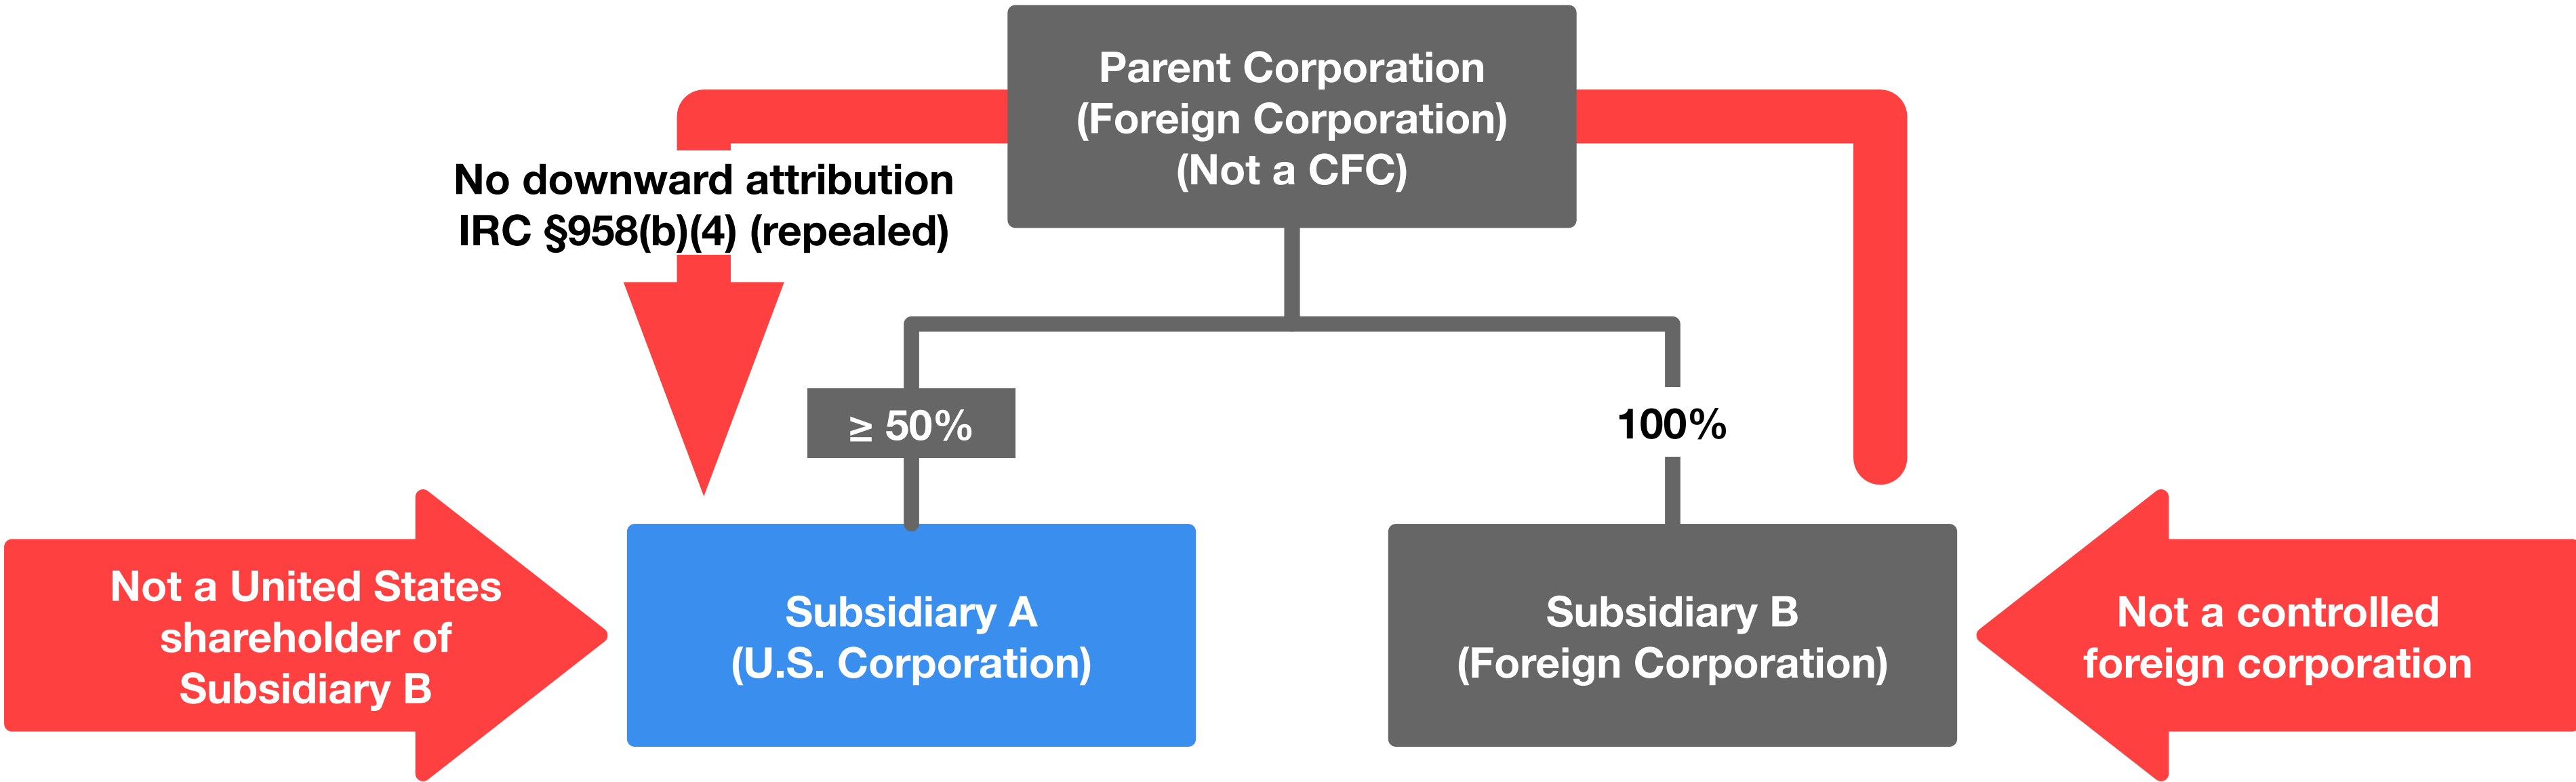 Parent Corporation
(Foreign Corporation)
(Not a CFC)
No downward attribution
IRC §958(b)(4) (repealed)
≥ 50%
100%
Not a United States
shareholder of
Subsidiary B
Subsidiary A
(U.S. Corporation)
Subsidiary B
(Foreign Corporation)
Not a controlled
foreign corporation